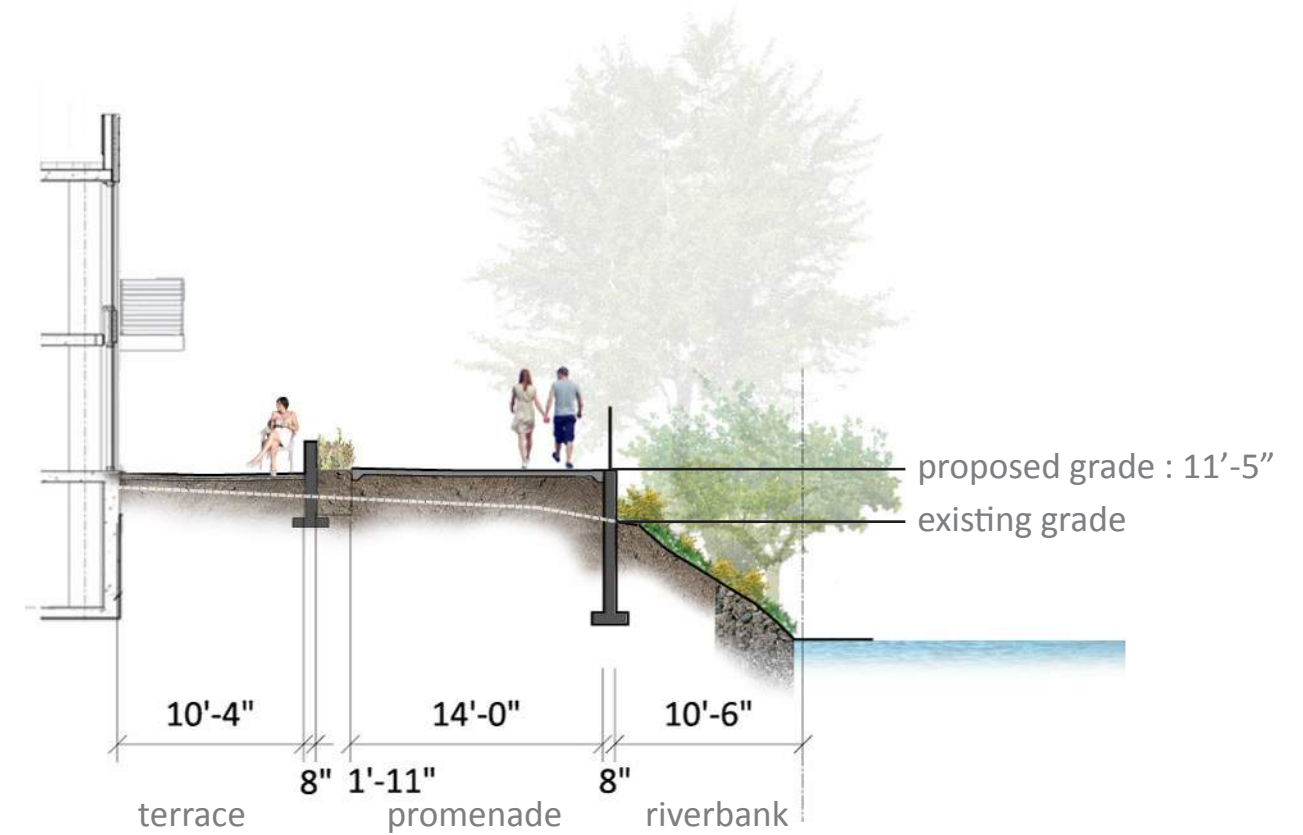 proposed grade : 11’-5”
existing grade
10'-4" 14'-0" 10'-6"
8" 1'-11" 8"
terrace promenade riverbank